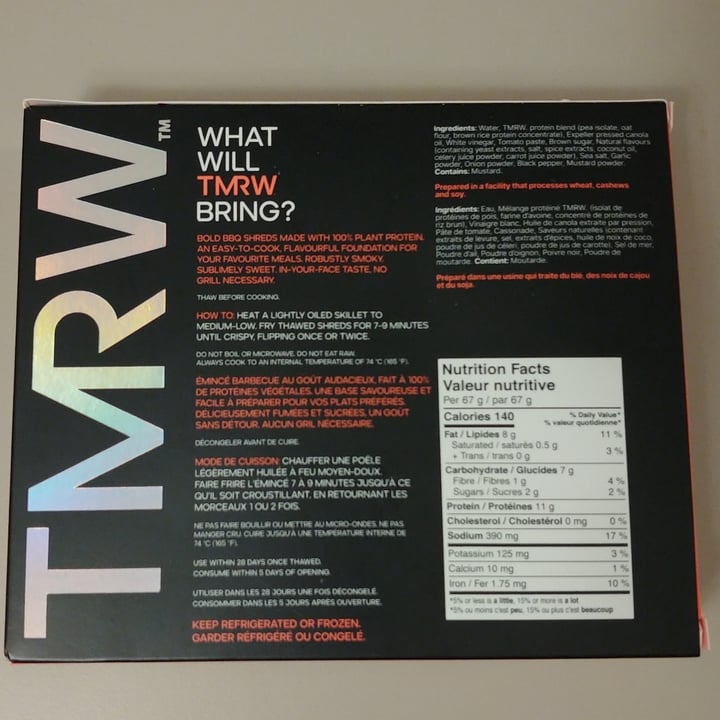 TMRW™
WHAT
WILL
TMRW
BRING?
BOLD BBQ SHREDS MADE WITH 100% PLANT PROTEIN.
AN EASY-TO-COOK, FLAVOURFUL FOUNDATION FOR
YOUR FAVOURITE MEALS. ROBUSTLY SMOKY.
SUBLIMELY SWEET. IN-YOUR-FACE TASTE, NO
GRILL NECESSARY.
THAW BEFORE COOKING.
HOW TO: HEAT A LIGHTLY OILED SKILLET TO
MEDIUM-LOW. FRY THAWED SHREDS FOR 7-9 MINUTES
UNTIL CRISPY, FLIPPING ONCE OR TWICE.
DO NOT BOIL OR MICROWAVE. DO NOT EAT RAW.
ALWAYS COOK TO AN INTERNAL TEMPERATURE OF 74 °C (165 °F).
ÉMINCÉ BARBECUE AU GOÛT AUDACIEUX, FAIT À 100%
DE PROTÉINES VÉGÉTALES. UNE BASE SAVOUREUSE ET
FACILE À PRÉPARER POUR VOS PLATS PRÉFÉRÉS.
DÉLICIEUSEMENT FUMÉES ET SUCRÉES, UN GOÛT
SANS DÉTOUR, AUCUN GRIL NÉCESSAIRE.
DÉCONGELER AVANT DE CUIRE.
MODE DE CUISSON: CHAUFFER UNE POÊLE
LÉGÈREMENT HUILÉE À FEU MOYEN-DOUX.
FAIRE FRIRE L'ÉMINCÉ 7 À 9 MINUTES JUSQU'À CE
QU'IL SOIT CROUSTILLANT, EN RETOURNANT LES
MORCEAUX 1 OU 2 FOIS.
NE PAS FAIRE BOUILLIR OU METTRE AU MICRO-ONDES. NE PAS
MANGER CRU. CUIRE JUSQU'À UNE TEMPÉRATURE INTERNE DE
74 °C (165 °F).
USE WITHIN 28 DAYS ONCE THAWED.
CONSUME WITHIN 5 DAYS OF OPENING.
UTILISER DANS LES 28 JOURS UNE FOIS DÉCONGELÉ.
CONSOMMER DANS LES 5 JOURS APRÈS OUVERTURE.
KEEP REFRIGERATED OR FROZEN.
GARDER RÉFRIGÉRÉ OU CONGELÉ.
Ingredients: Water, TMRW. protein blend (pea isolate, oat
flour, brown rice protein concentrate), Expeller pressed canola
oil, White vinegar, Tomato paste, Brown sugar, Natural flavours
(containing yeast extracts, salt, spice extracts, coconut oil,
celery juice powder, carrot juice powder), Sea salt, Garlic
powder, Onion powder, Black pepper, Mustard powder.
Contains: Mustard.
Prepared in a facility that processes wheat, cashews
and soy.
Ingrédients: Eau, Mélange protéiné TMRW. (isolat de
protéines de pois, farine d'avoine, concentré de protéines de
riz brun), Vinaigre blanc, Huile de canola extraite par pression,
Pâte de tomate, Cassonade, Saveurs naturelles (contenant
extraits de levure, sel, extraits d'épices, huile de noix de coco,
poudre de jus de céleri, poudre de jus de carotte), Sel de mer,
Poudre d'ail, Poudre d'oignon, Poivre noir, Poudre de
moutarde. Contient: Moutarde.
Préparé dans une usine qui traite du blé, des noix de cajou
et du soja.
Nutrition Facts
Valeur nutritive
Per 67 g / par 67 g
Calories 140 % Daily Value*
% valeur quotidienne*
Fat / Lipides 8 g 11 %
Saturated / saturés 0.5 g
+ Trans / trans 0 g 3 %
Carbohydrate / Glucides 7 g
Fibre / Fibres 1 g 4 %
Sugars / Sucres 2 g 2 %
Protein / Protéines 11 g
Cholesterol / Cholestérol 0 mg 0 %
Sodium 390 mg 17 %
Potassium 125 mg 3 %
Calcium 10 mg 1 %
Iron / Fer 1.75 mg 10 %
*5% or less is a little, 15% or more is a lot
*5% ou moins c'est peu, 15% ou plus c'est beaucoup